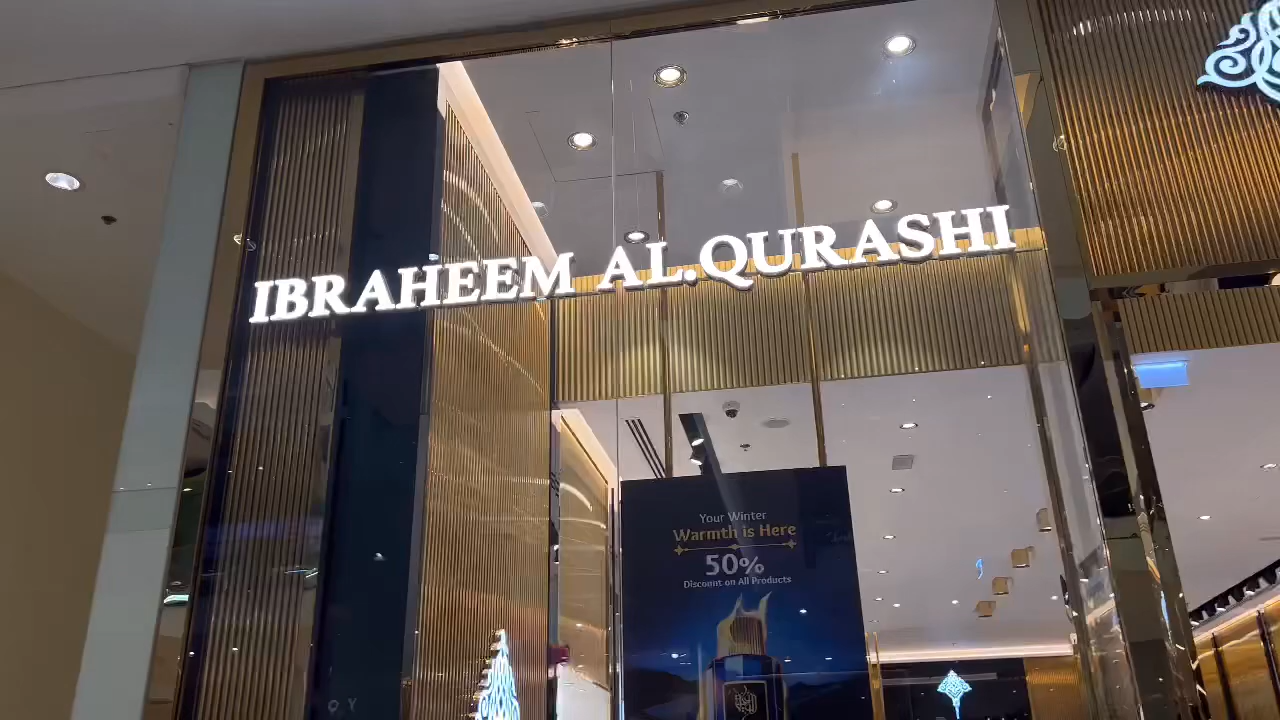 IBRAHEEM AL.QURASHI
Your Winter
Warmth is Here
50%
Discount on All Products